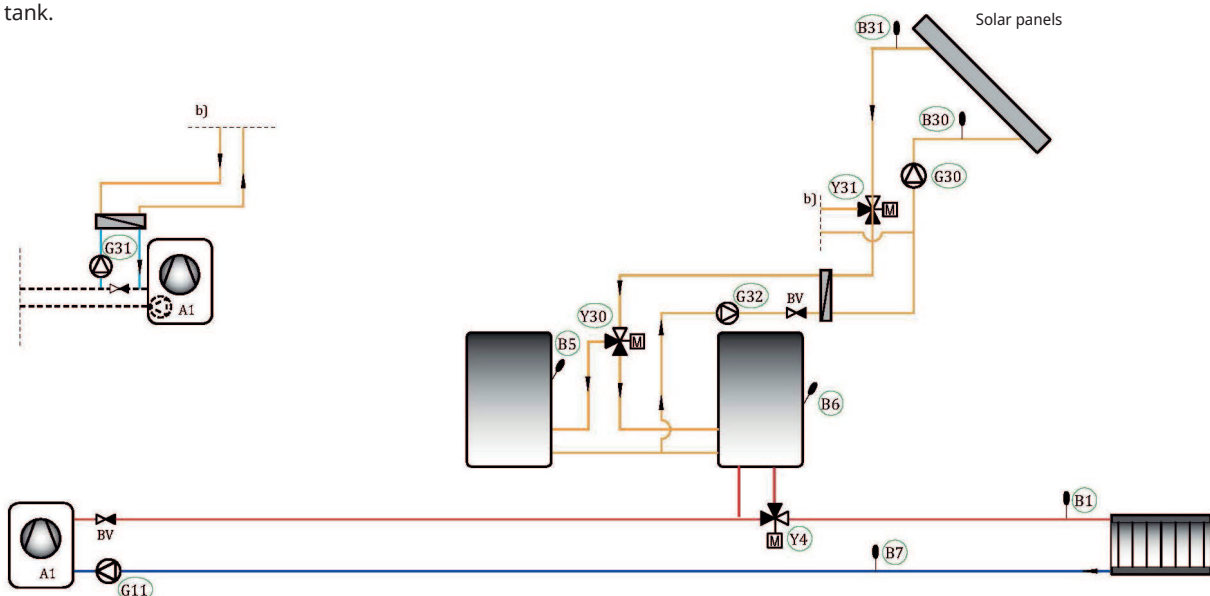 tank.
Solar panels
B31
b)
B30
G30
Y31
b)
M
G31
G32
BV
A1
Y30
B5
M
B6
B1
BV
M
Y4
B7
A1
G11